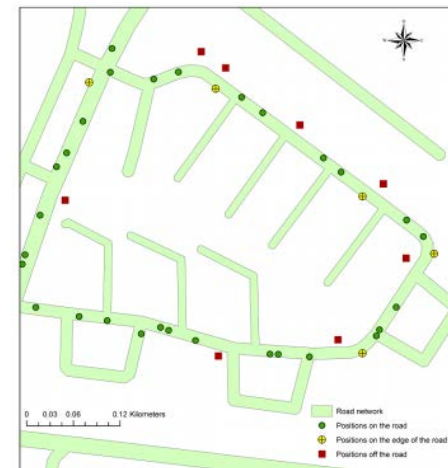 N
0 0.03 0.06 0.12 Kilometers
Road network
Positions on the road
Positions on the edge of the road
Positions off the road